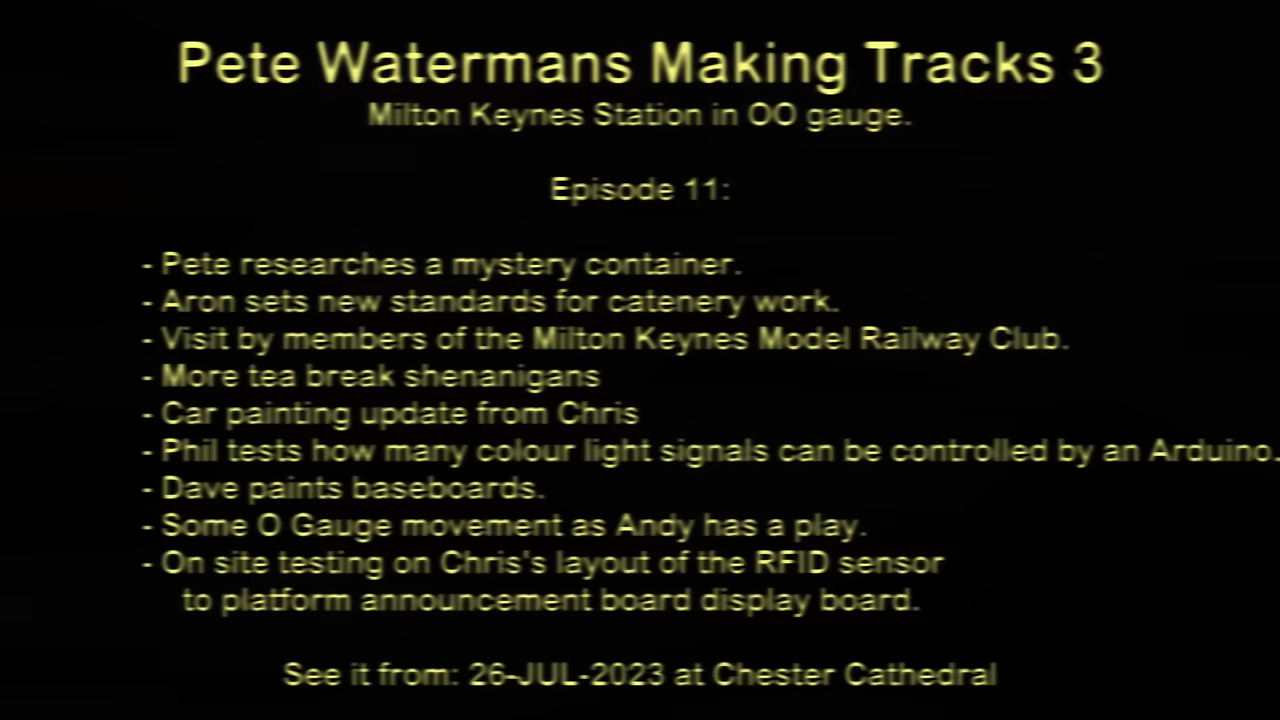 Pete Watermans Making Tracks 3
Milton Keynes Station in OO gauge.
Episode 11:
- Pete researches a mystery container.
- Aron sets new standards for catenery work.
- Visit by members of the Milton Keynes Model Railway Club.
- More tea break shenanigans
- Car painting update from Chris
- Phil tests how many colour light signals can be controlled by an Arduino.
- Dave paints baseboards.
- Some O Gauge movement as Andy has a play.
- On site testing on Chris's layout of the RFID sensor
to platform announcement board display board.
See it from: 26-JUL-2023 at Chester Cathedral